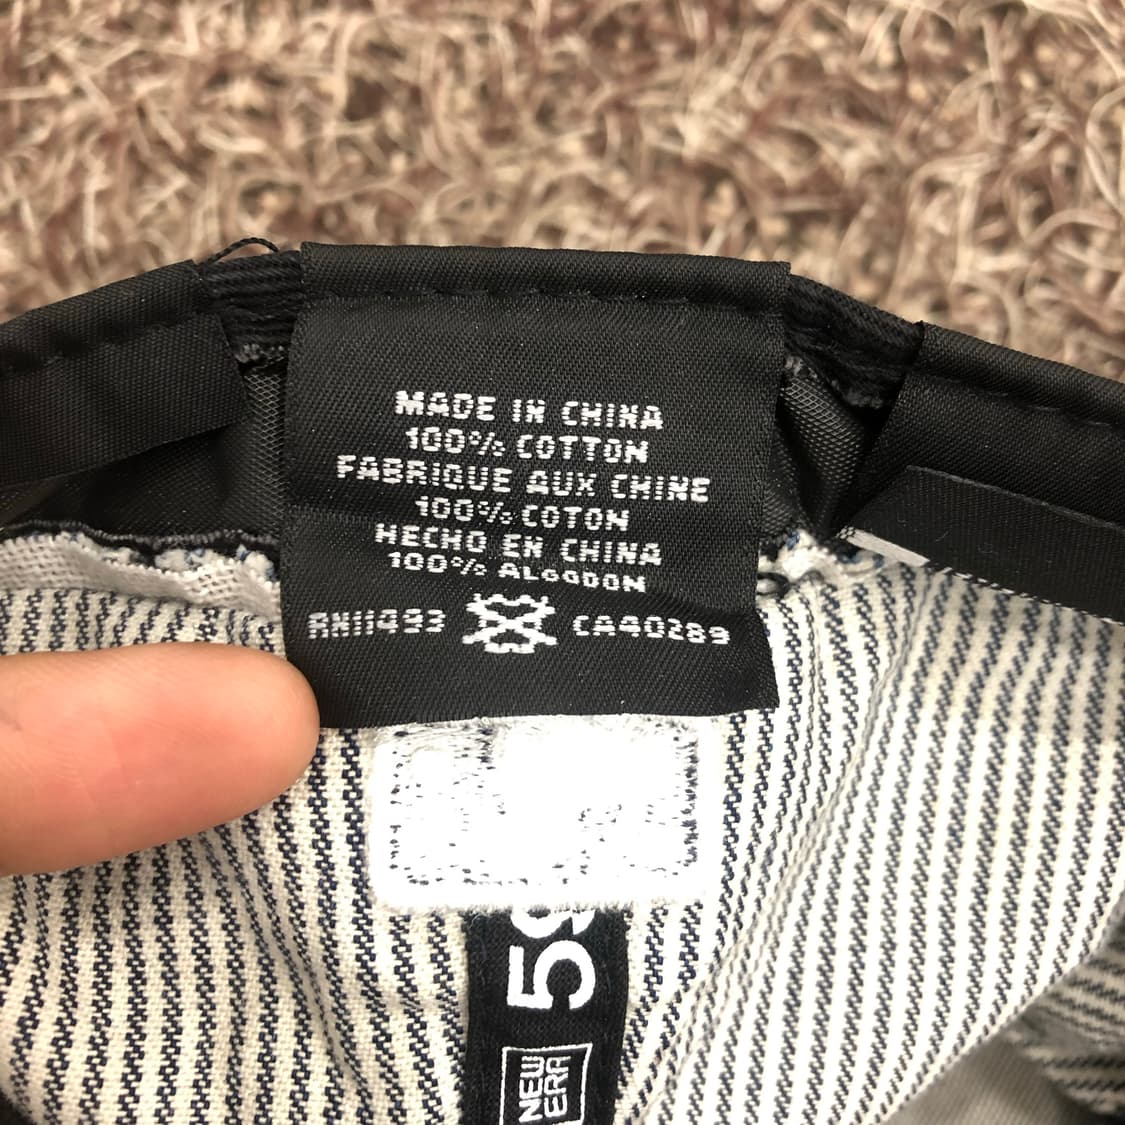 MADE IN CHINA
100% COTTON
FABRIQUE AUX CHINE
100% COTON
HECHO EN CHINA
100% ALGODON
RN11493 CA40289
59
NEW
ERA